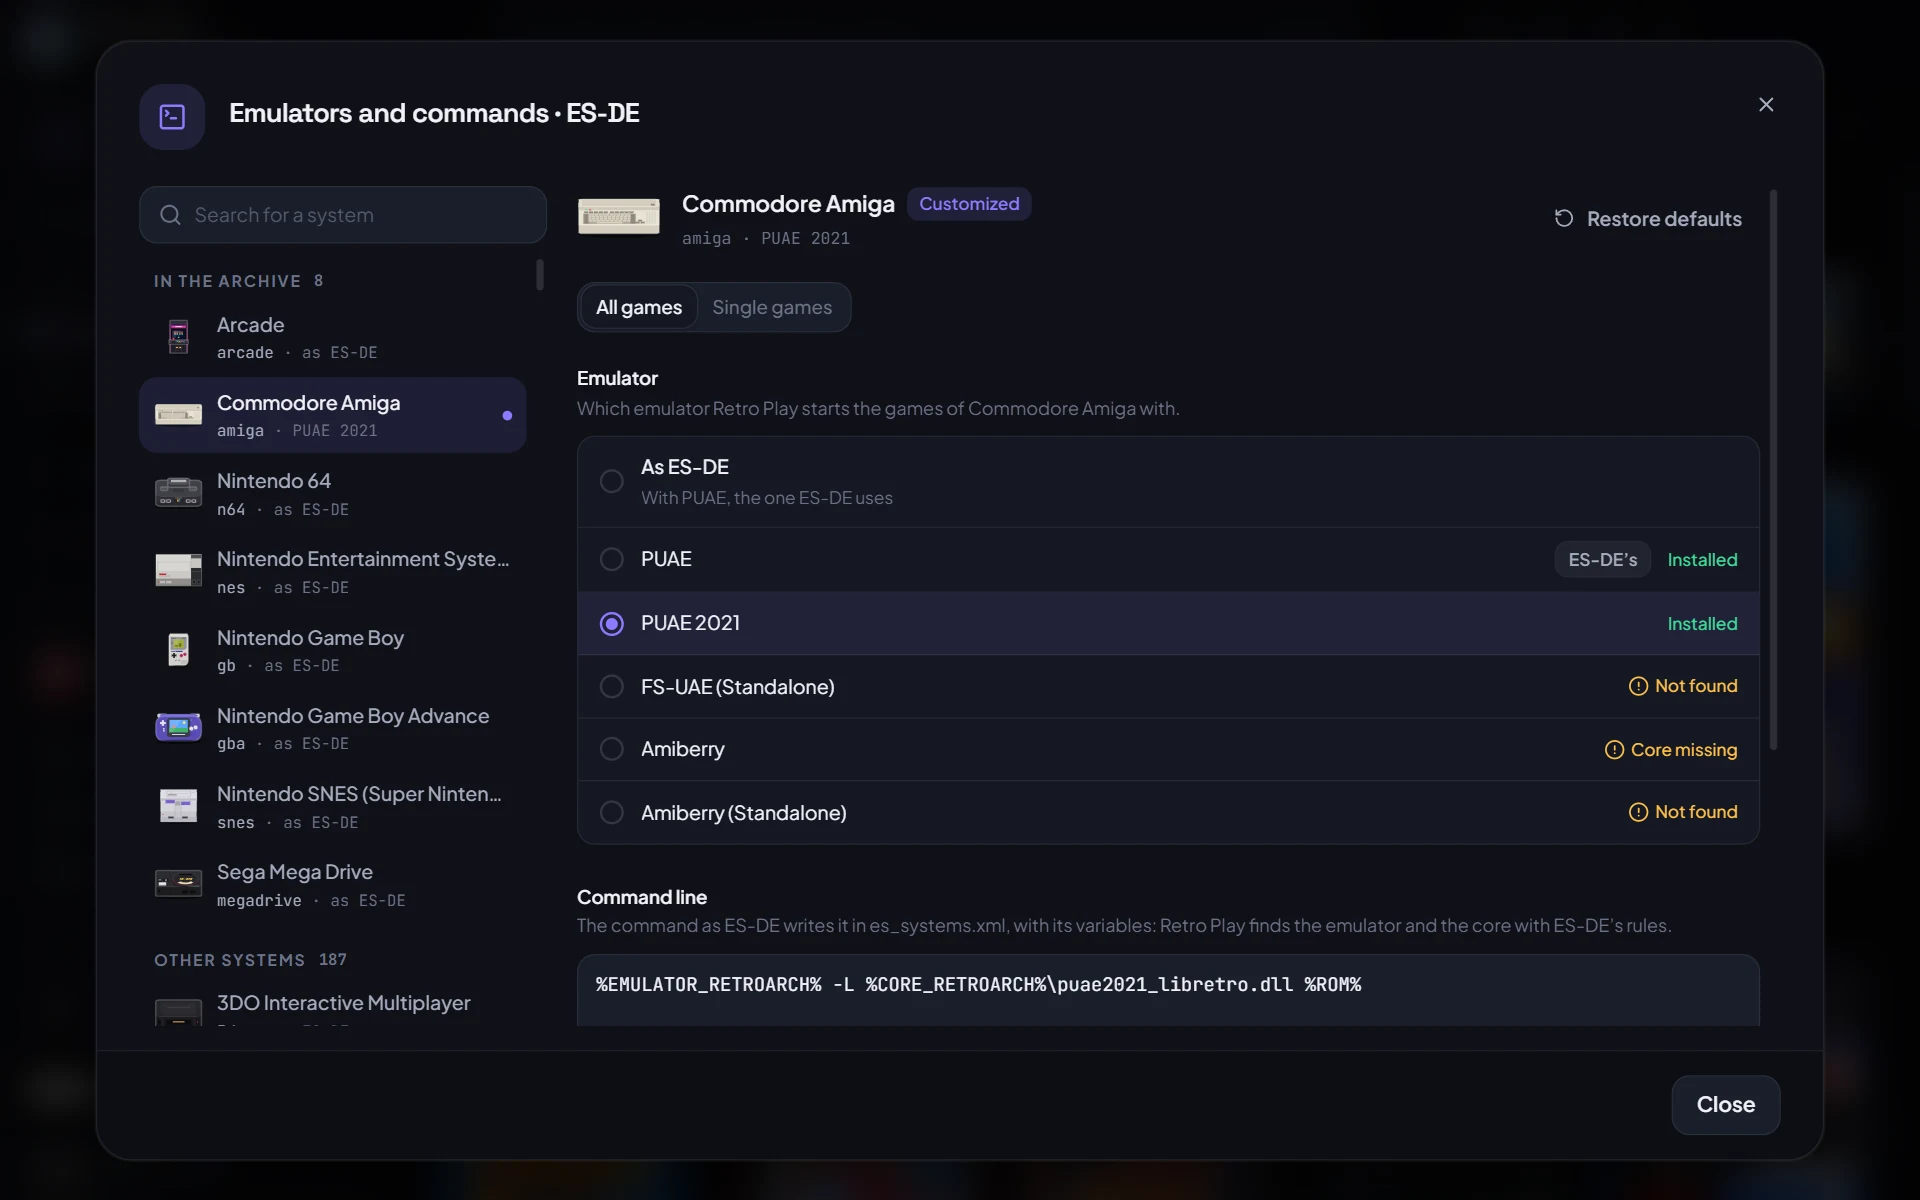 Emulators and commands · ES-DE
Search for a system
IN THE ARCHIVE 8
Arcade
arcade · as ES-DE
Commodore Amiga
amiga · PUAE 2021
Nintendo 64
n64 · as ES-DE
Nintendo Entertainment Syste…
nes · as ES-DE
Nintendo Game Boy
gb · as ES-DE
Nintendo Game Boy Advance
gba · as ES-DE
Nintendo SNES (Super Ninten…
snes · as ES-DE
Sega Mega Drive
megadrive · as ES-DE
OTHER SYSTEMS 187
3DO Interactive Multiplayer
Commodore Amiga Customized
amiga · PUAE 2021
Restore defaults
All games Single games
Emulator
Which emulator Retro Play starts the games of Commodore Amiga with.
As ES-DE
With PUAE, the one ES-DE uses
PUAE ES-DE’s Installed
PUAE 2021 Installed
FS-UAE (Standalone) Not found
Amiberry Core missing
Amiberry (Standalone) Not found
Command line
The command as ES-DE writes it in es_systems.xml, with its variables: Retro Play finds the emulator and the core with ES-DE’s rules.
%EMULATOR_RETROARCH% -L %CORE_RETROARCH%\puae2021_libretro.dll %ROM%
Close